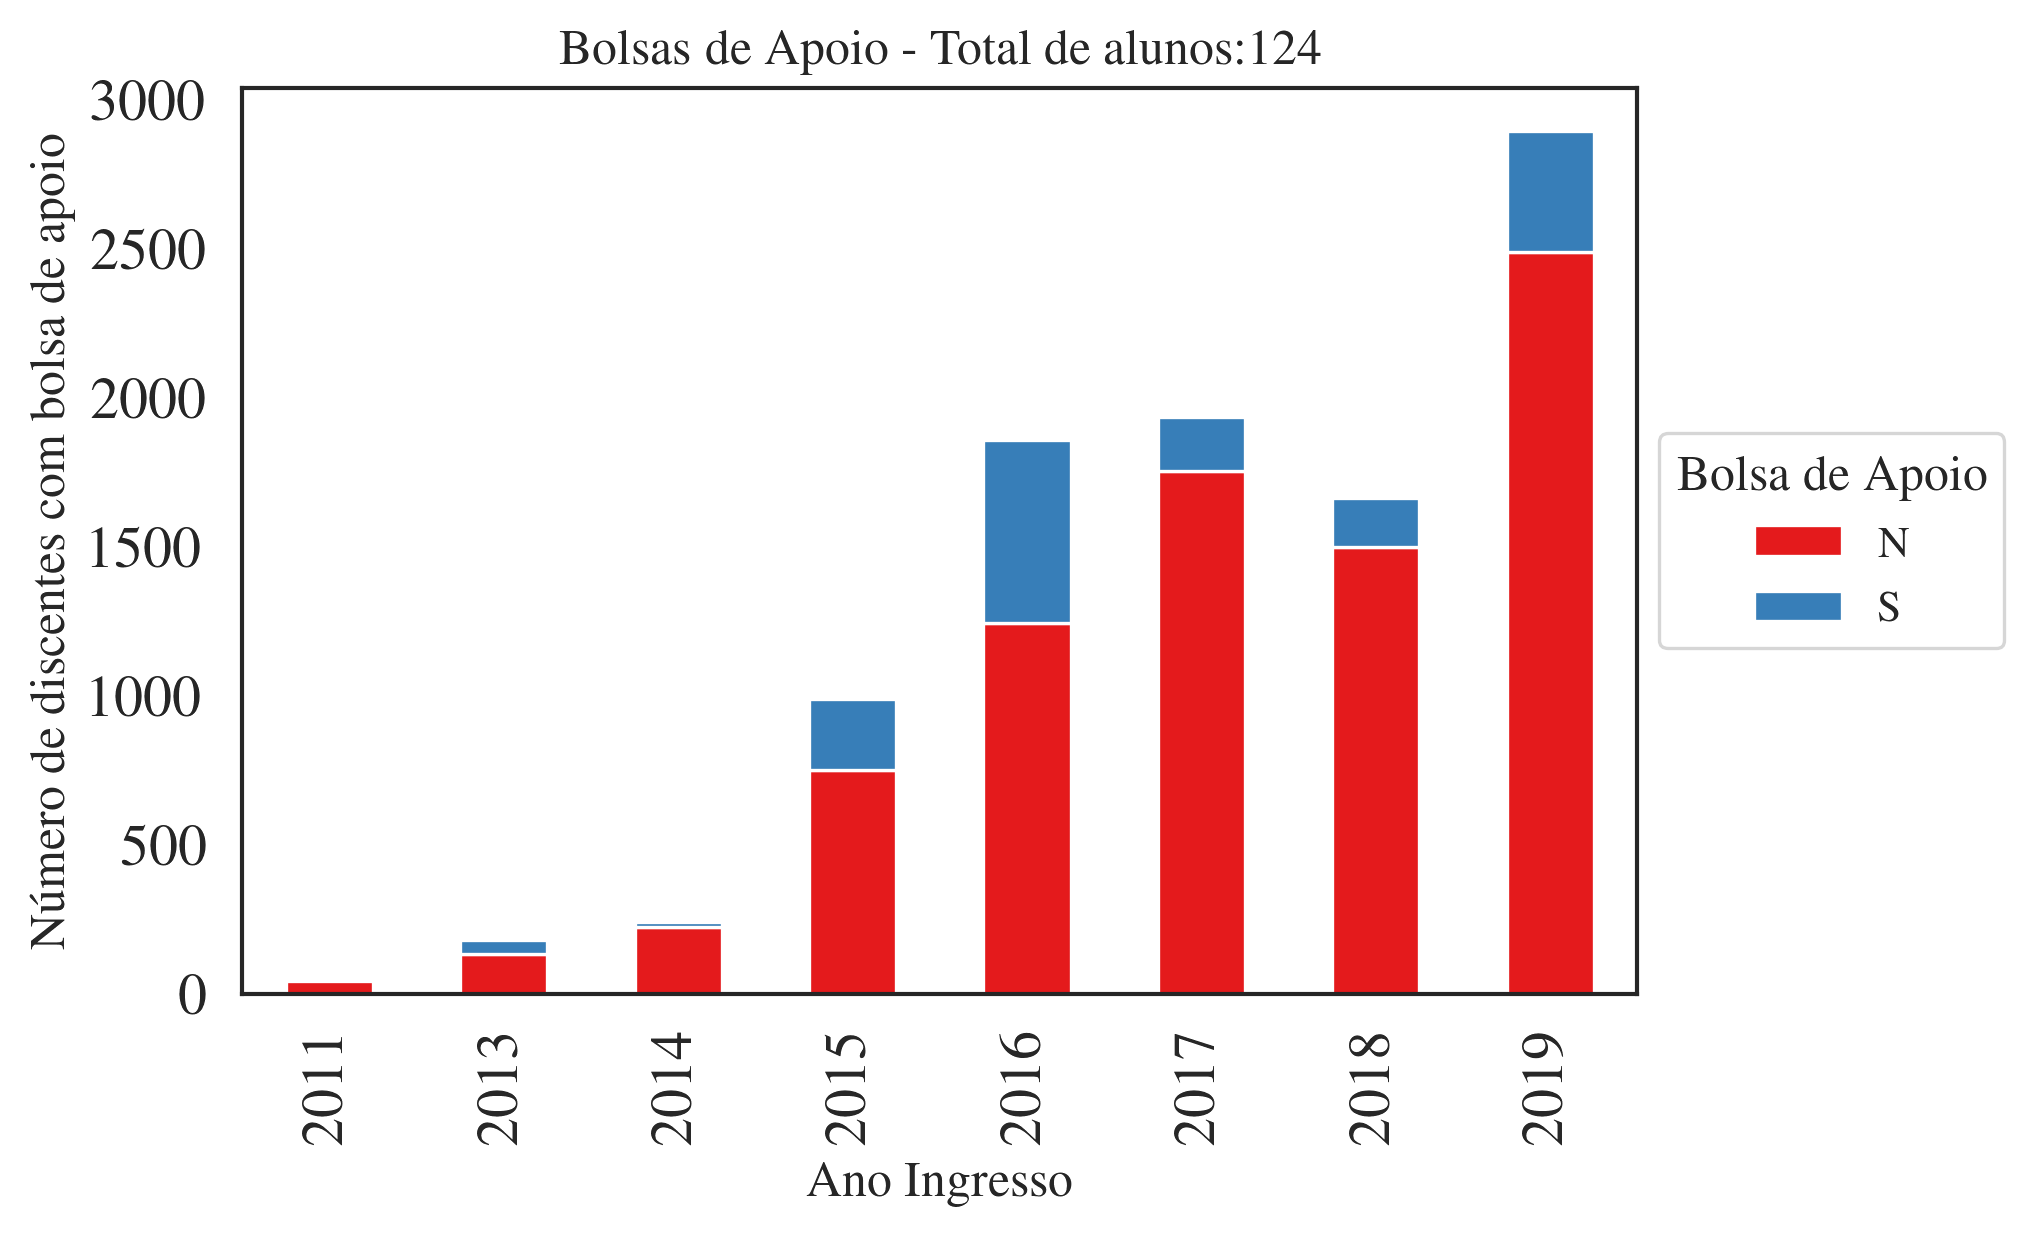 Bolsas de Apoio - Total de alunos:124
Número de discentes com bolsa de apoio
3000
2500
2000
1500
1000
500
0
2011
2013
2014
2015
2016
2017
2018
2019
Ano Ingresso
Bolsa de Apoio
N
S